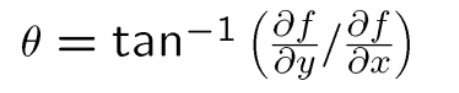 θ = tan⁻¹ (∂f/∂y / ∂f/∂x)